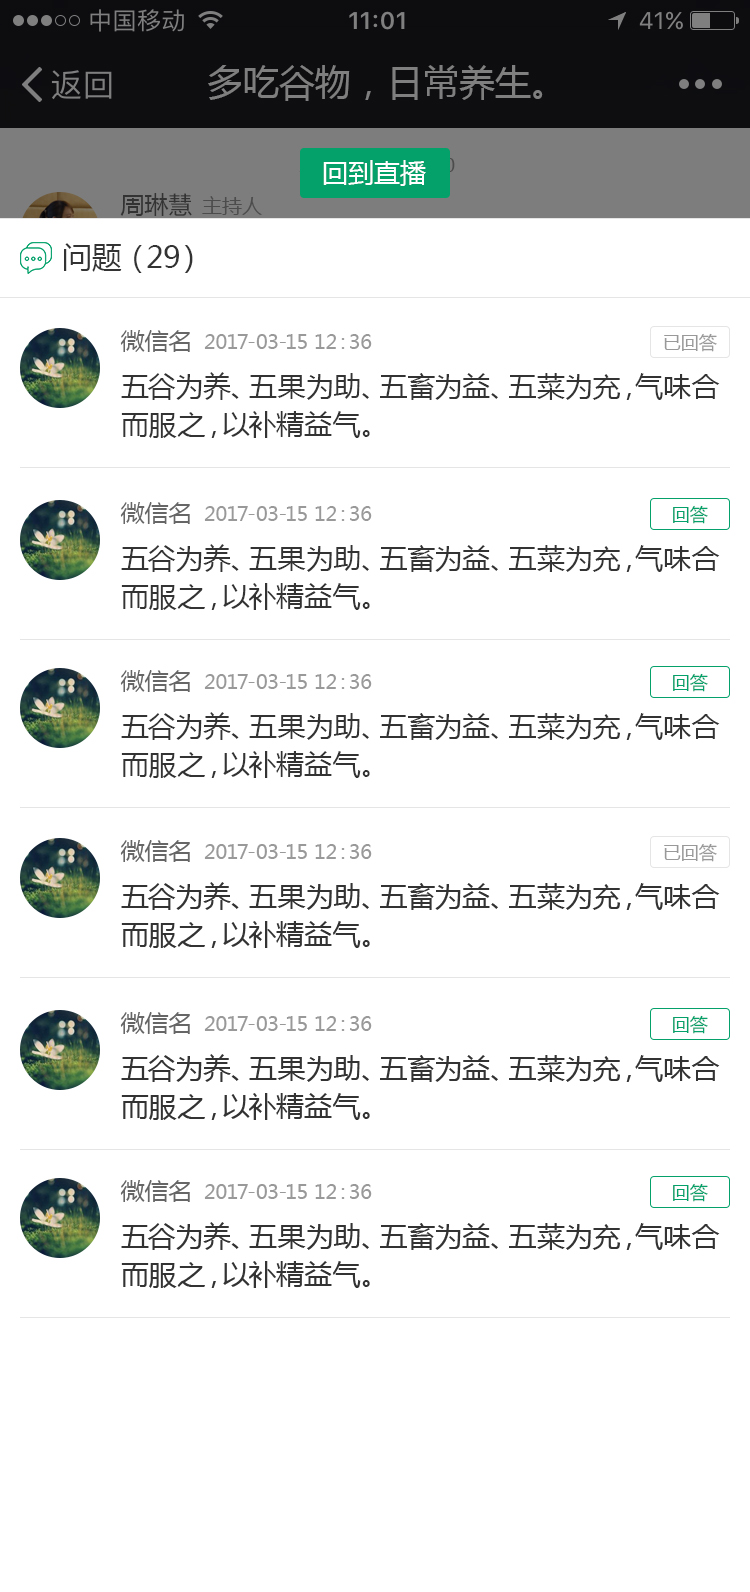 中国移动 11:01 41%
返回 多吃谷物，日常养生。
回到直播
周琳慧 主持人
问题（29）
微信名 2017-03-15 12:36 已回答
五谷为养、五果为助、五畜为益、五菜为充,气味合
而服之,以补精益气。
微信名 2017-03-15 12:36 回答
五谷为养、五果为助、五畜为益、五菜为充,气味合
而服之,以补精益气。
微信名 2017-03-15 12:36 回答
五谷为养、五果为助、五畜为益、五菜为充,气味合
而服之,以补精益气。
微信名 2017-03-15 12:36 已回答
五谷为养、五果为助、五畜为益、五菜为充,气味合
而服之,以补精益气。
微信名 2017-03-15 12:36 回答
五谷为养、五果为助、五畜为益、五菜为充,气味合
而服之,以补精益气。
微信名 2017-03-15 12:36 回答
五谷为养、五果为助、五畜为益、五菜为充,气味合
而服之,以补精益气。